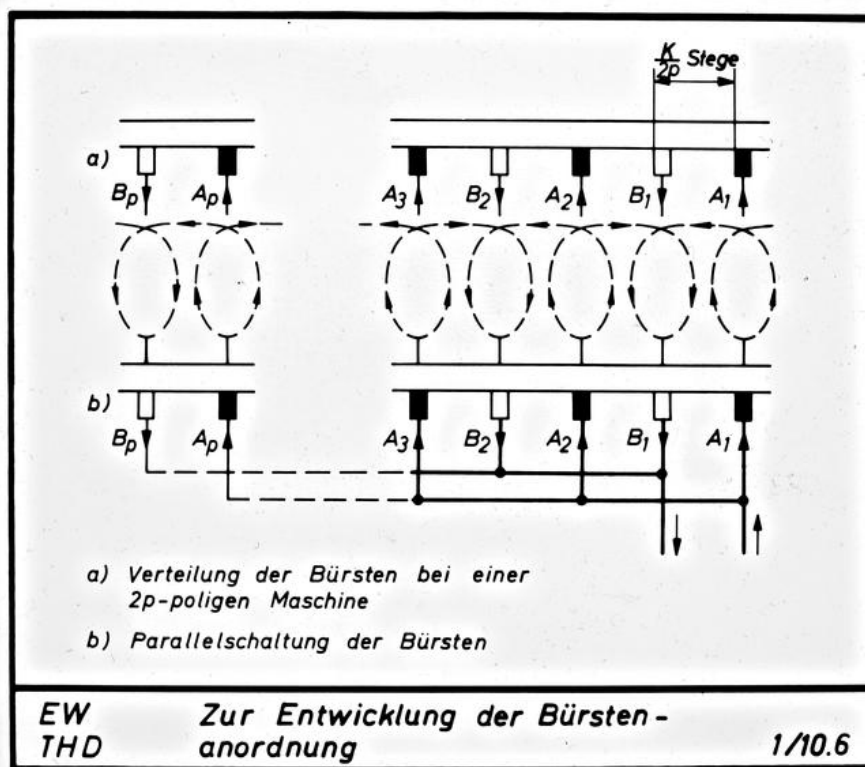 K/2p Stege
a)
Bp Ap A3 B2 A2 B1 A1
b)
Bp Ap A3 B2 A2 B1 A1
a) Verteilung der Bürsten bei einer
2p-poligen Maschine
b) Parallelschaltung der Bürsten
EW Zur Entwicklung der Bürsten-
THD anordnung 1/10.6